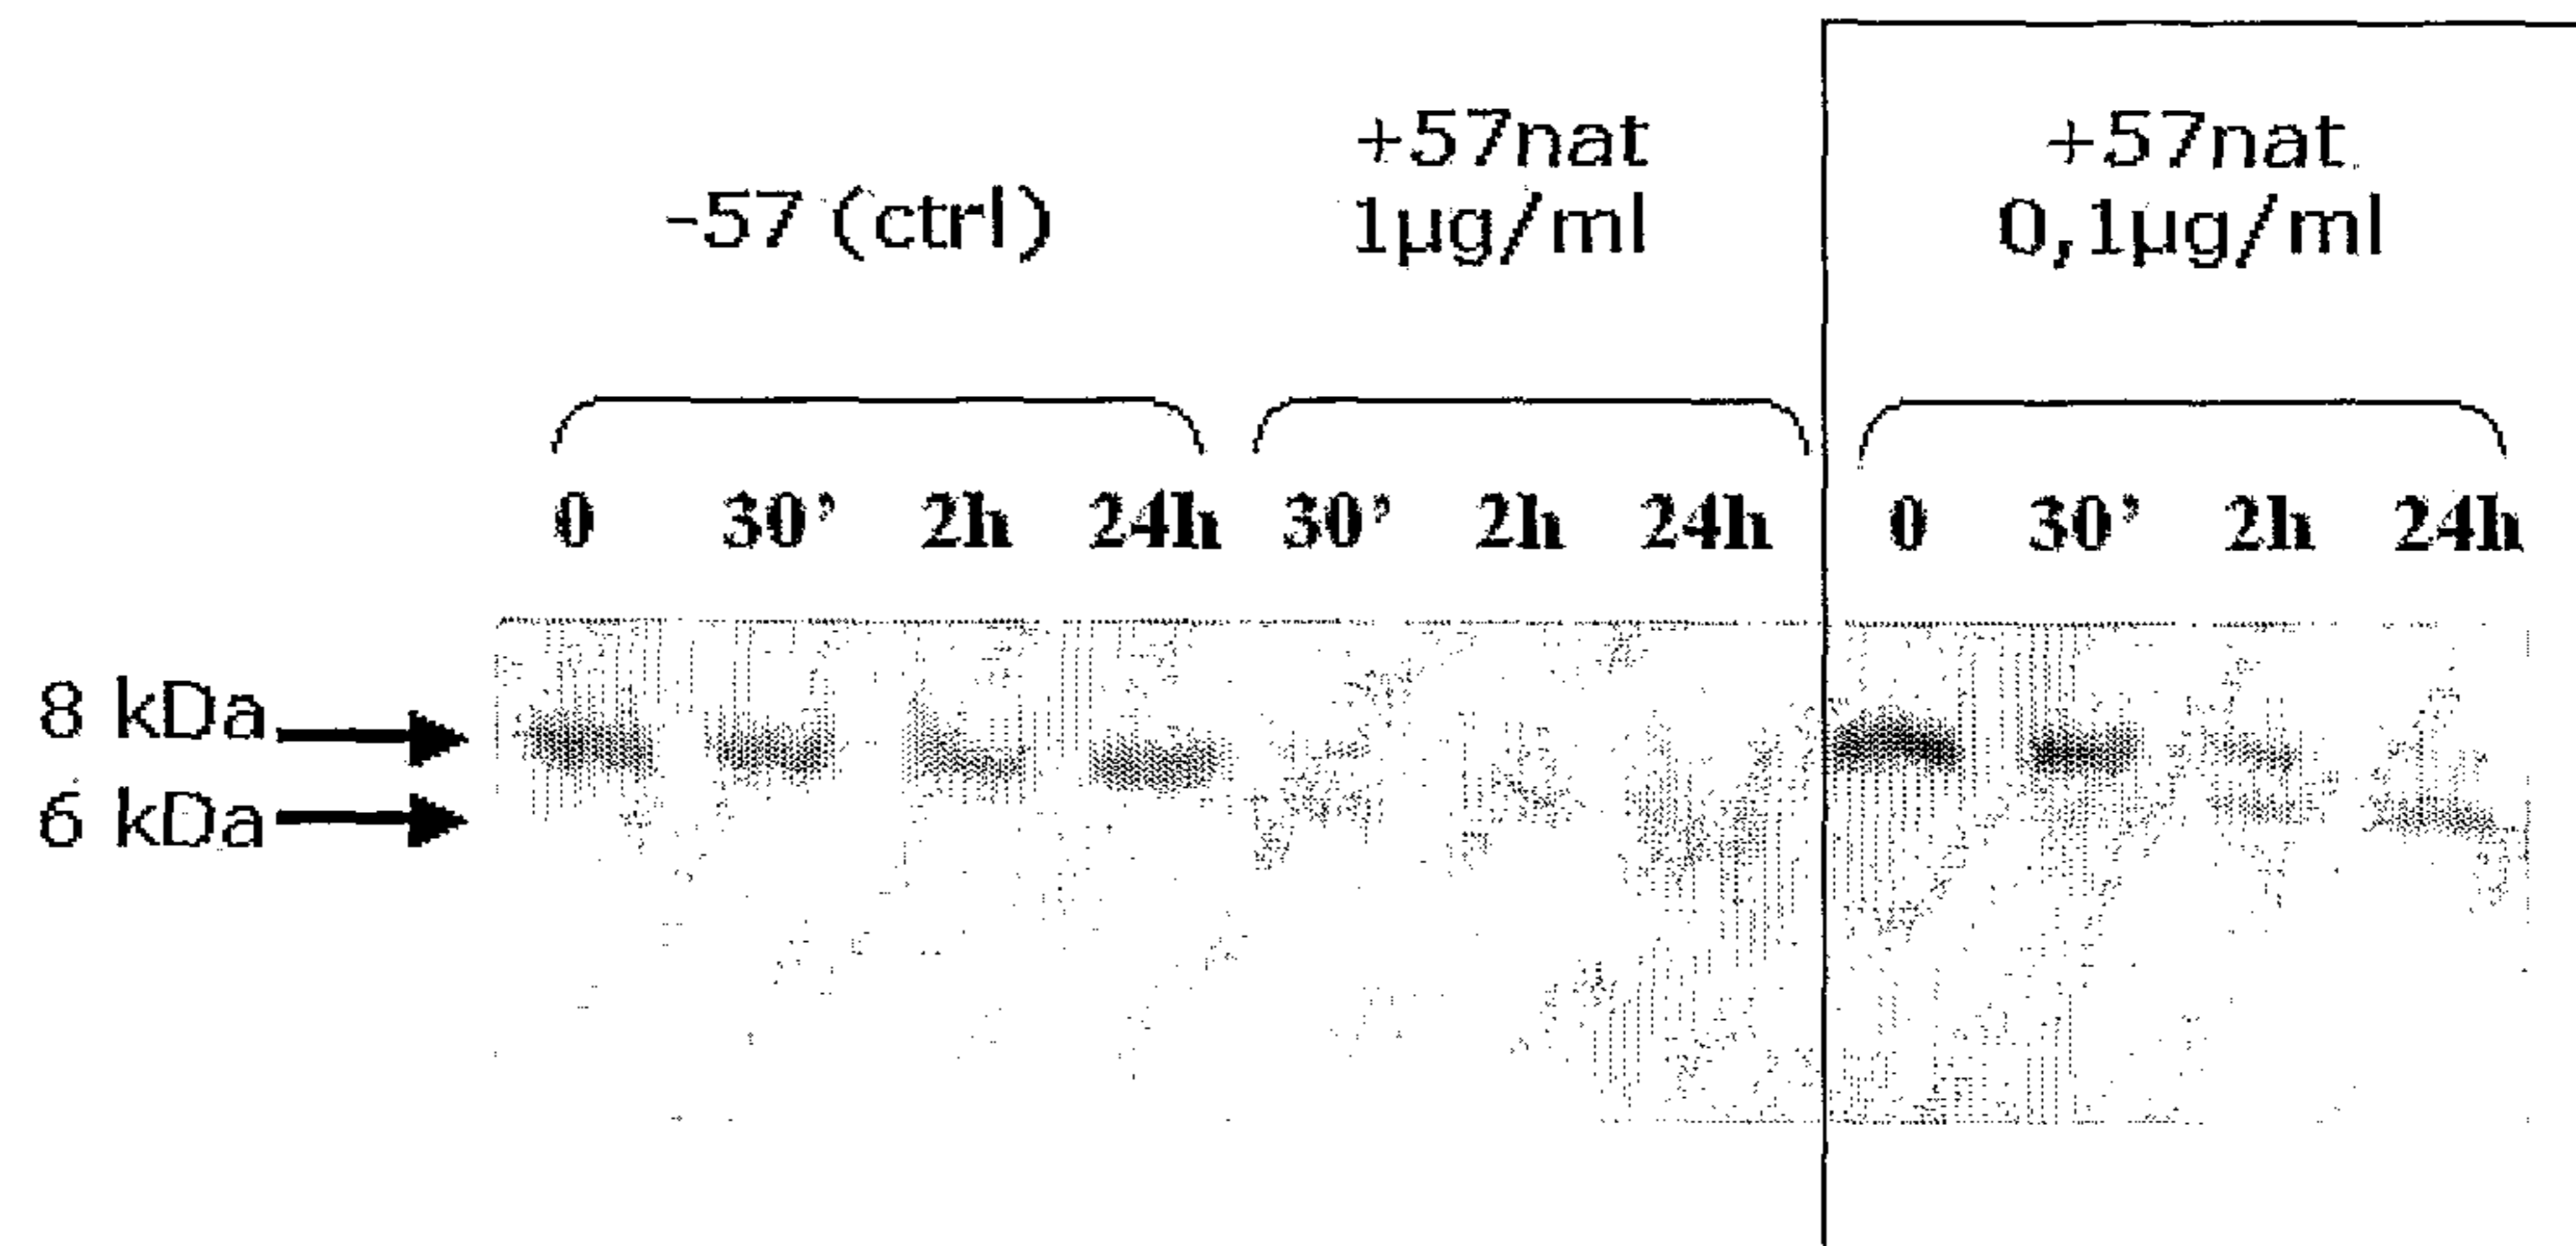 -57 (ctrl)
+57nat
1µg/ml
+57nat
0,1µg/ml
0 30’ 2h 24h 30’ 2h 24h 0 30’ 2h 24h
8 kDa
6 kDa